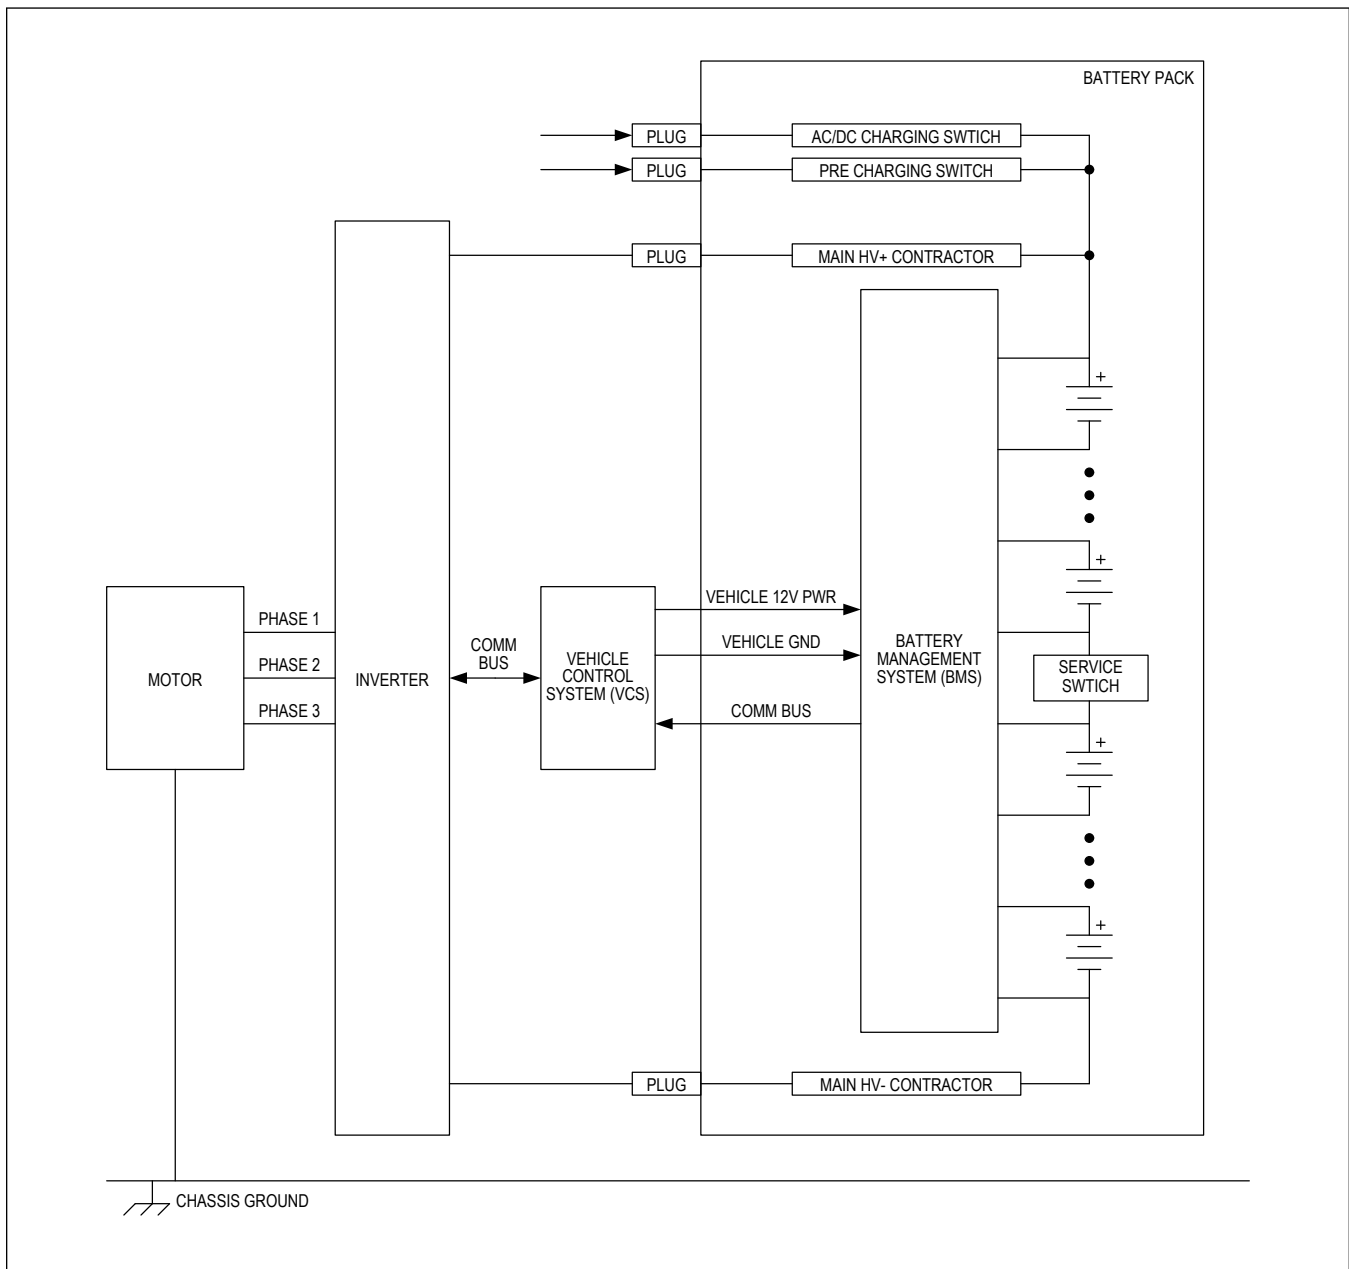 BATTERY PACK
PLUG
AC/DC CHARGING SWTICH
PLUG
PRE CHARGING SWITCH
PLUG
MAIN HV+ CONTRACTOR
+
+
VEHICLE 12V PWR
PHASE 1
COMM
BUS
VEHICLE GND
BATTERY
MANAGEMENT
SYSTEM (BMS)
VEHICLE
CONTROL
SYSTEM (VCS)
SERVICE
SWTICH
MOTOR
PHASE 2
INVERTER
PHASE 3
COMM BUS
+
+
PLUG
MAIN HV- CONTRACTOR
CHASSIS GROUND